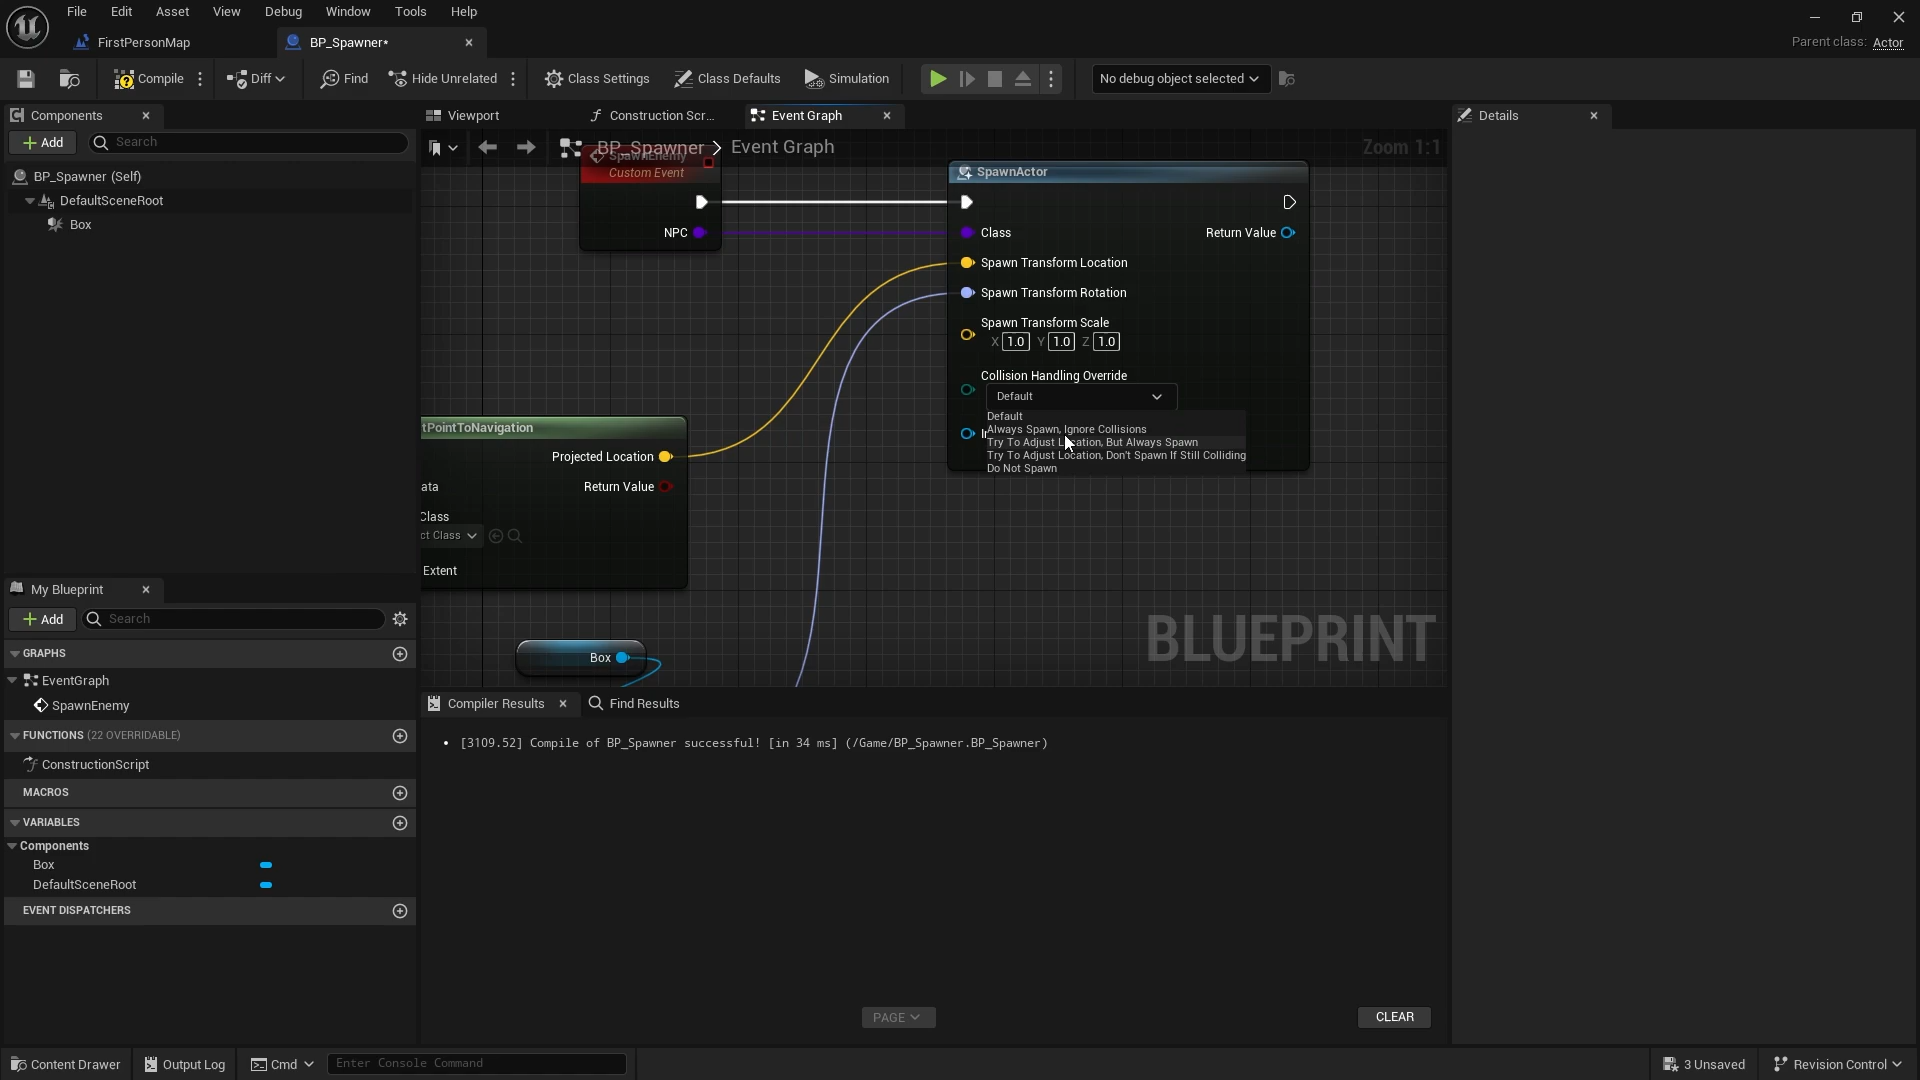 File Edit Asset View Debug Window Tools Help
FirstPersonMap
BP_Spawner*
Parent class: Actor
Compile
Diff
Find
Hide Unrelated
Class Settings
Class Defaults
Simulation
No debug object selected
Components
Add
Search
BP_Spawner (Self)
DefaultSceneRoot
Box
Viewport
Construction Scr...
Event Graph
BP_Spawner > Event Graph
Zoom 1:1
SpawnEnemy
Custom Event
NPC
SpawnActor
Class
Return Value
Spawn Transform Location
Spawn Transform Rotation
Spawn Transform Scale
X 1.0 Y 1.0 Z 1.0
Collision Handling Override
Default
Default
Always Spawn, Ignore Collisions
Try To Adjust Location, But Always Spawn
Try To Adjust Location, Don't Spawn If Still Colliding
Do Not Spawn
tPointToNavigation
Projected Location
ata
Return Value
Class
ct Class
Extent
Box
BLUEPRINT
Details
My Blueprint
Add
Search
GRAPHS
EventGraph
SpawnEnemy
FUNCTIONS (22 OVERRIDABLE)
ConstructionScript
MACROS
VARIABLES
Components
Box
DefaultSceneRoot
EVENT DISPATCHERS
Compiler Results
Find Results
• [3109.52] Compile of BP_Spawner successful! [in 34 ms] (/Game/BP_Spawner.BP_Spawner)
PAGE
CLEAR
Content Drawer
Output Log
Cmd
Enter Console Command
3 Unsaved
Revision Control